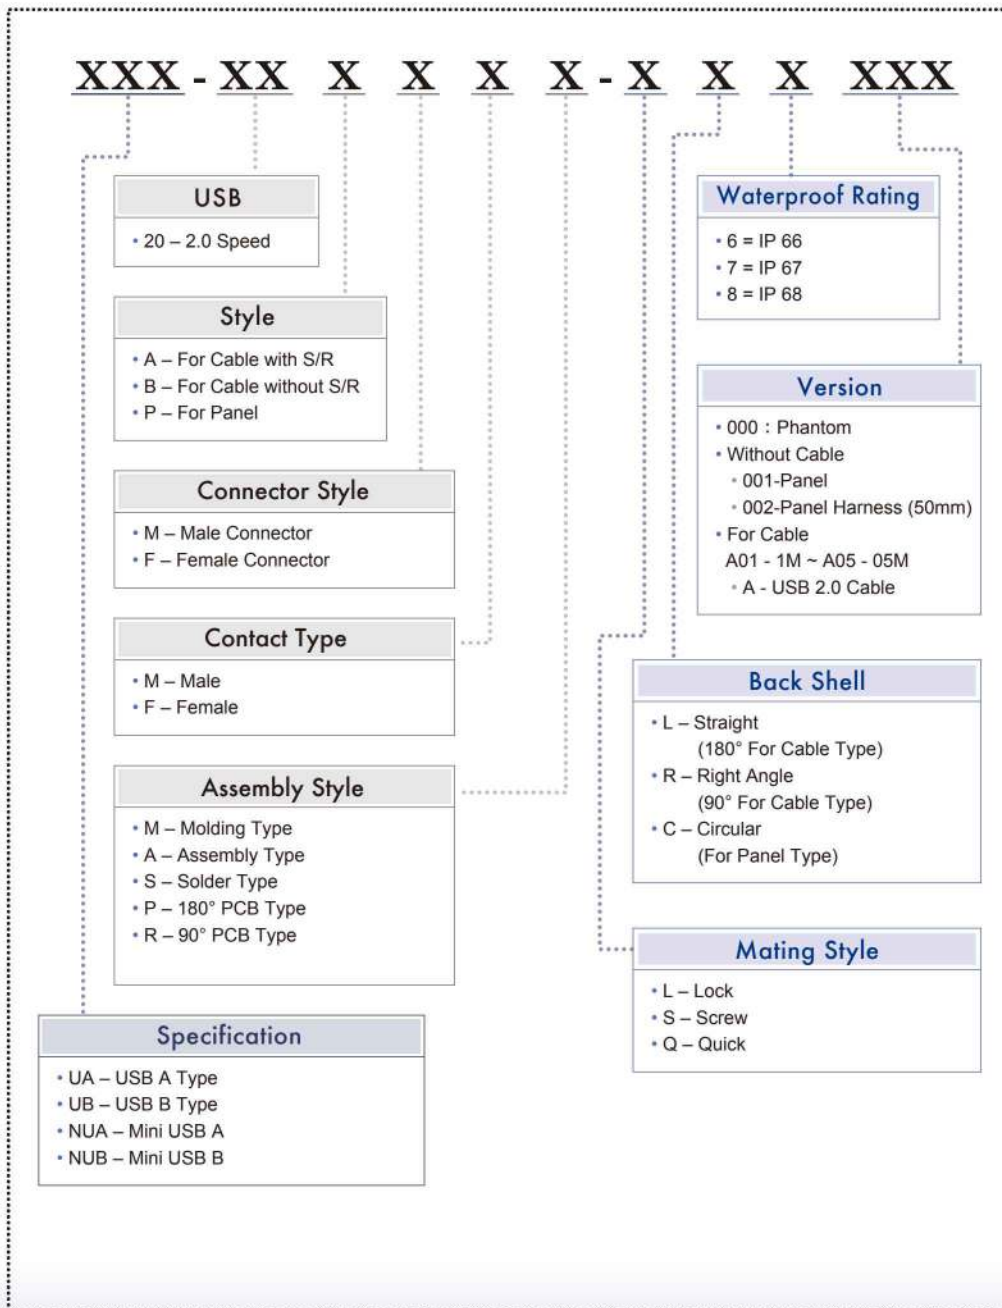 XXX - XX X X X X - X X X XXX
USB
• 20 – 2.0 Speed
Style
• A – For Cable with S/R
• B – For Cable without S/R
• P – For Panel
Connector Style
• M – Male Connector
• F – Female Connector
Contact Type
• M – Male
• F – Female
Assembly Style
• M – Molding Type
• A – Assembly Type
• S – Solder Type
• P – 180° PCB Type
• R – 90° PCB Type
Specification
• UA – USB A Type
• UB – USB B Type
• NUA – Mini USB A
• NUB – Mini USB B
Waterproof Rating
• 6 = IP 66
• 7 = IP 67
• 8 = IP 68
Version
• 000 : Phantom
• Without Cable
• 001-Panel
• 002-Panel Harness (50mm)
• For Cable
A01 - 1M ~ A05 - 05M
• A - USB 2.0 Cable
Back Shell
• L – Straight
(180° For Cable Type)
• R – Right Angle
(90° For Cable Type)
• C – Circular
(For Panel Type)
Mating Style
• L – Lock
• S – Screw
• Q – Quick